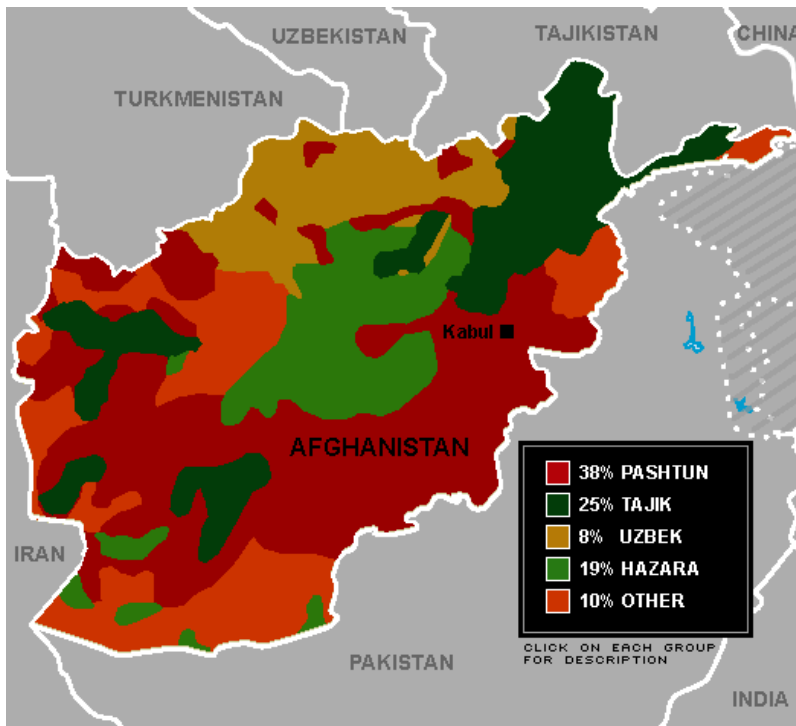 UZBEKISTAN
TAJIKISTAN
CHINA
TURKMENISTAN
Kabul
AFGHANISTAN
38% PASHTUN
25% TAJIK
8% UZBEK
19% HAZARA
10% OTHER
CLICK ON EACH GROUP
FOR DESCRIPTION
IRAN
PAKISTAN
INDIA